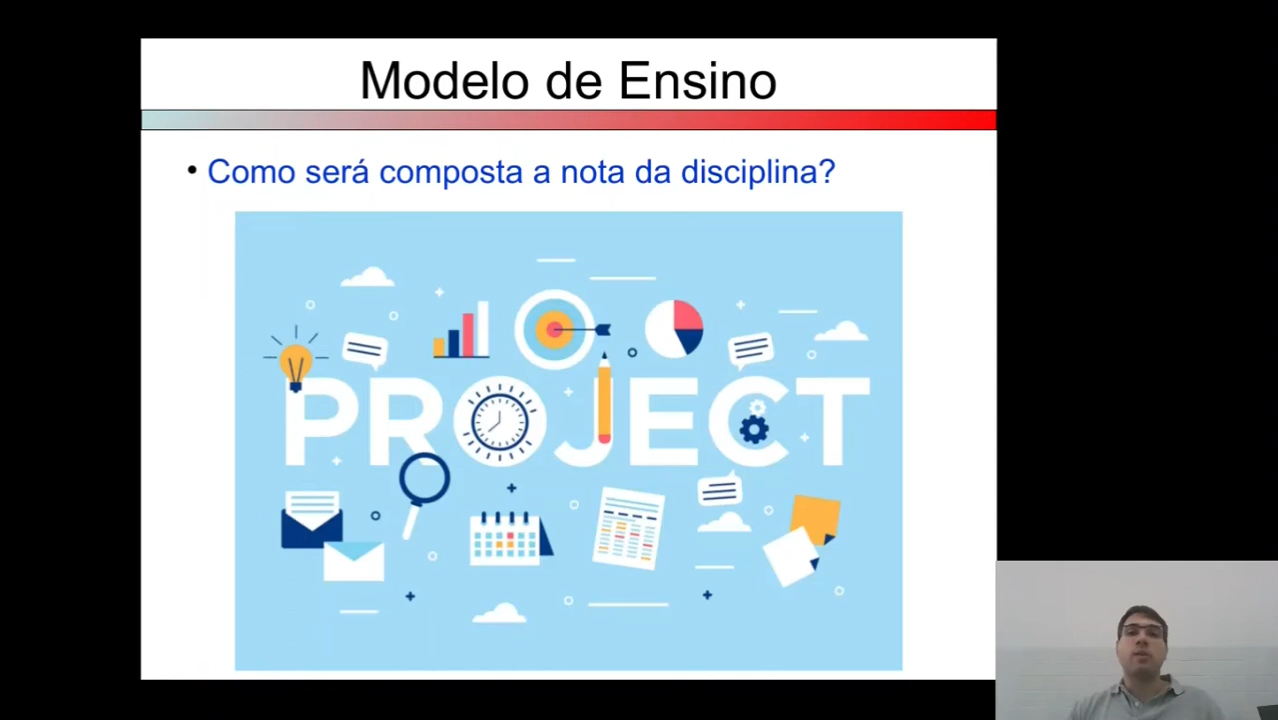 Modelo de Ensino
• Como será composta a nota da disciplina?
PROJECT